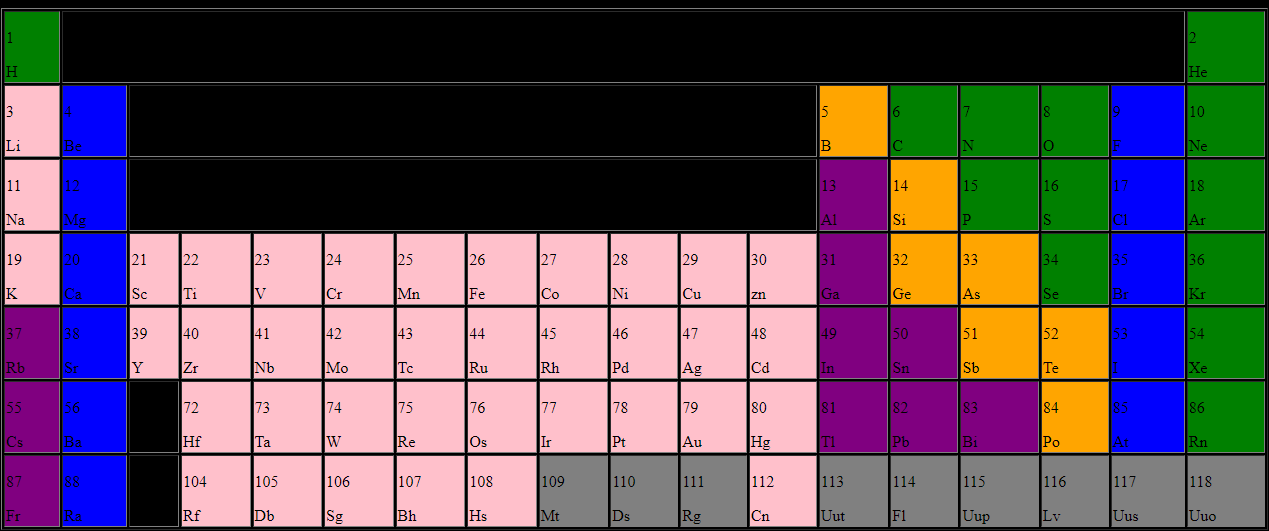 1 2
H He
3 4 5 6 7 8 9 10
Li Be B C N O F Ne
11 12 13 14 15 16 17 18
Na Mg Al Si P S Cl Ar
19 20 21 22 23 24 25 26 27 28 29 30 31 32 33 34 35 36
K Ca Sc Ti V Cr Mn Fe Co Ni Cu zn Ga Ge As Se Br Kr
37 38 39 40 41 42 43 44 45 46 47 48 49 50 51 52 53 54
Rb Sr Y Zr Nb Mo Tc Ru Rh Pd Ag Cd In Sn Sb Te I Xe
55 56 72 73 74 75 76 77 78 79 80 81 82 83 84 85 86
Cs Ba Hf Ta W Re Os Ir Pt Au Hg Tl Pb Bi Po At Rn
87 88 104 105 106 107 108 109 110 111 112 113 114 115 116 117 118
Fr Ra Rf Db Sg Bh Hs Mt Ds Rg Cn Uut Fl Uup Lv Uus Uuo